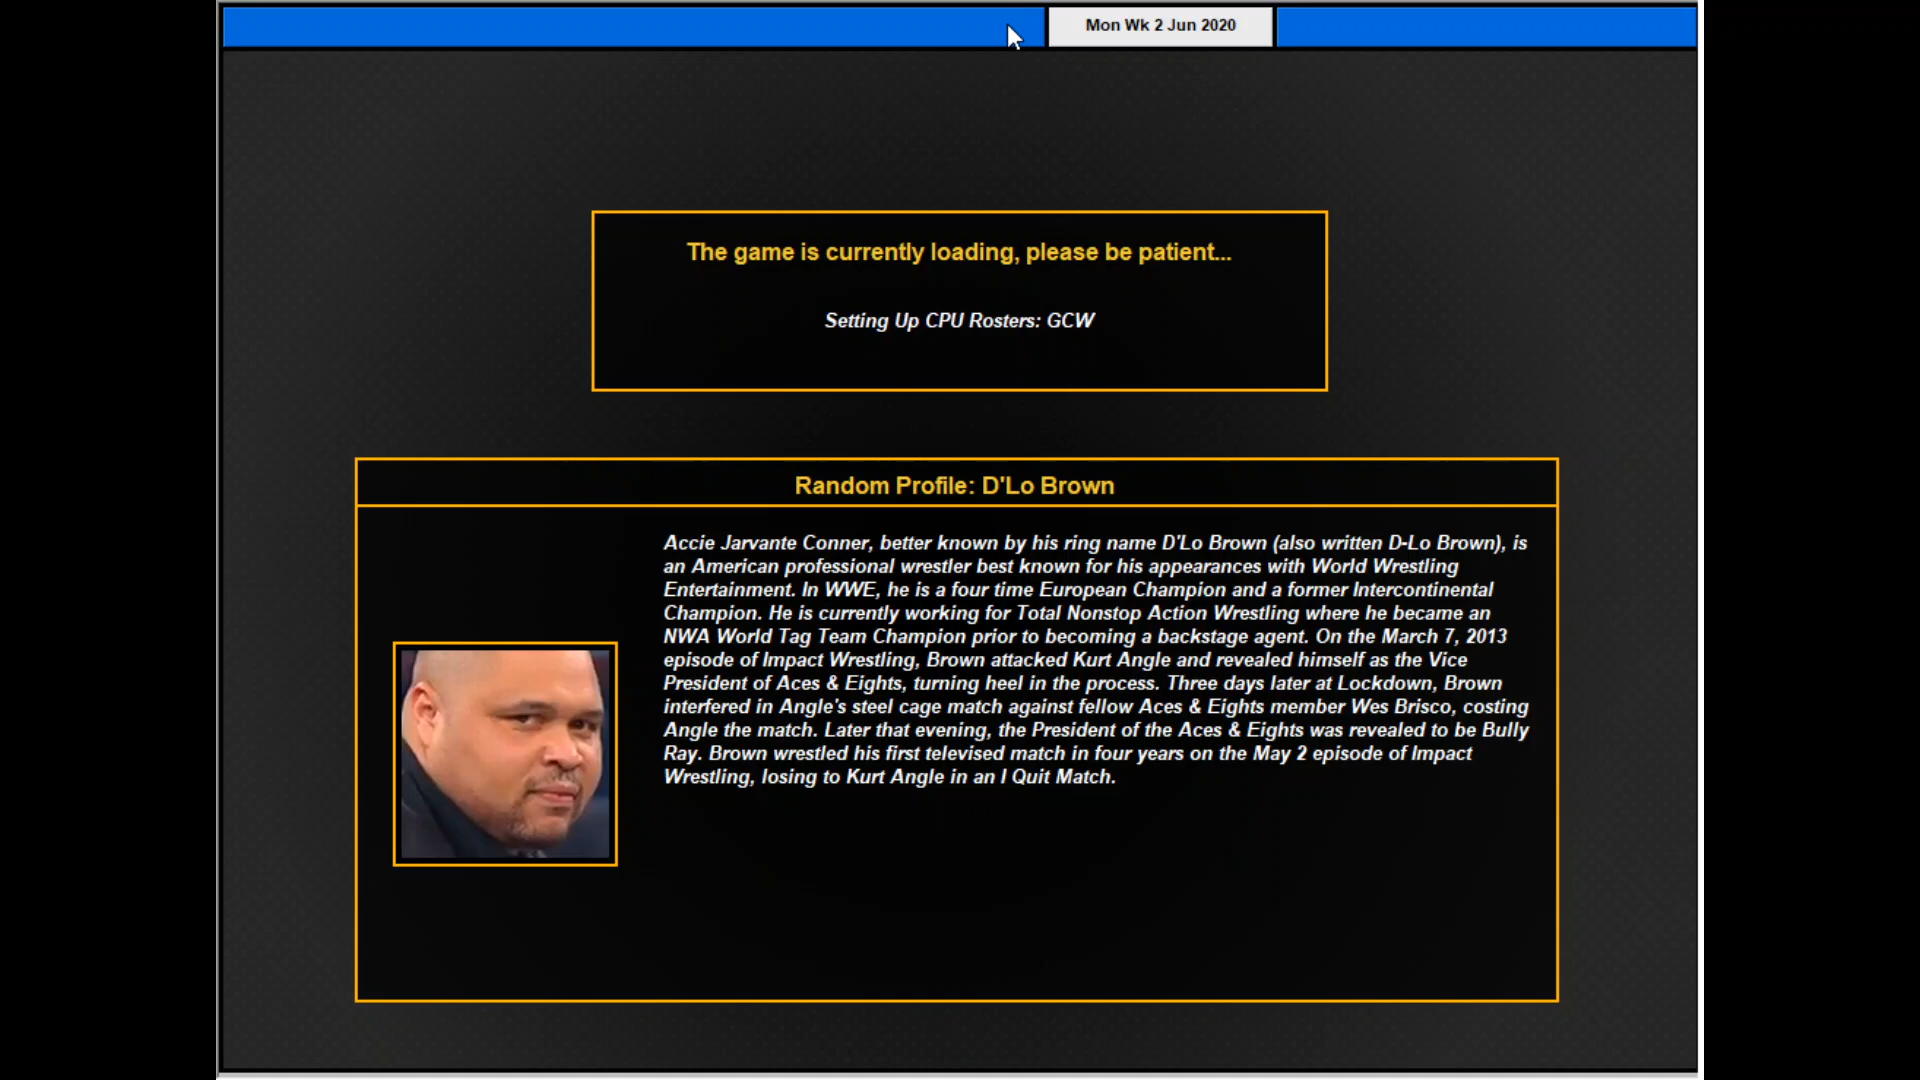 Mon Wk 2 Jun 2020
The game is currently loading, please be patient...
Setting Up CPU Rosters: GCW
Random Profile: D'Lo Brown
Accie Jarvante Conner, better known by his ring name D'Lo Brown (also written D-Lo Brown), is
an American professional wrestler best known for his appearances with World Wrestling
Entertainment. In WWE, he is a four time European Champion and a former Intercontinental
Champion. He is currently working for Total Nonstop Action Wrestling where he became an
NWA World Tag Team Champion prior to becoming a backstage agent. On the March 7, 2013
episode of Impact Wrestling, Brown attacked Kurt Angle and revealed himself as the Vice
President of Aces & Eights, turning heel in the process. Three days later at Lockdown, Brown
interfered in Angle's steel cage match against fellow Aces & Eights member Wes Brisco, costing
Angle the match. Later that evening, the President of the Aces & Eights was revealed to be Bully
Ray. Brown wrestled his first televised match in four years on the May 2 episode of Impact
Wrestling, losing to Kurt Angle in an I Quit Match.